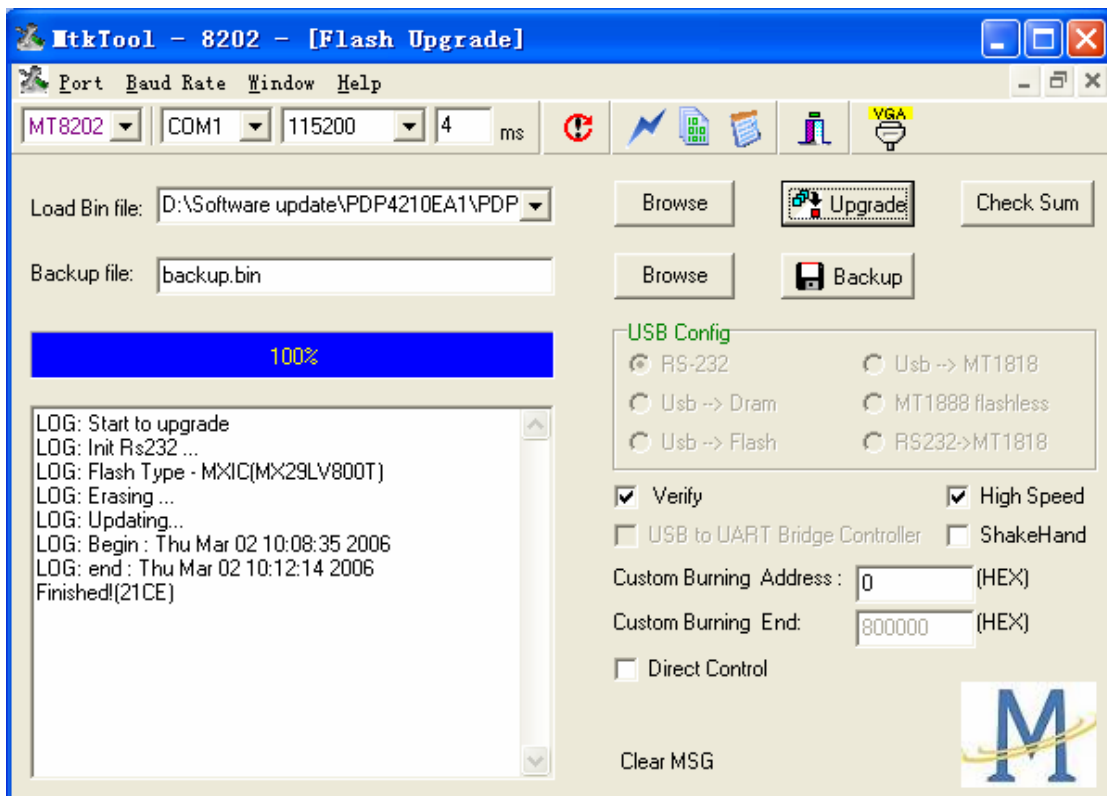 MtkTool - 8202 - [Flash Upgrade]
Port Baud Rate Window Help
MT8202 COM1 115200 4 ms VGA
Load Bin file: D:\Software update\PDP4210EA1\PDP Browse Upgrade Check Sum
Backup file: backup.bin Browse Backup
100%
USB Config
RS-232 Usb --> MT1818
Usb --> Dram MT1888 flashless
Usb --> Flash RS232->MT1818
LOG: Start to upgrade
LOG: Init Rs232 ...
LOG: Flash Type - MXIC(MX29LV800T)
LOG: Erasing ...
LOG: Updating...
LOG: Begin : Thu Mar 02 10:08:35 2006
LOG: end : Thu Mar 02 10:12:14 2006
Finished!(21CE)
Verify High Speed
USB to UART Bridge Controller ShakeHand
Custom Burning Address : 0 (HEX)
Custom Burning End: 800000 (HEX)
Direct Control
Clear MSG
M